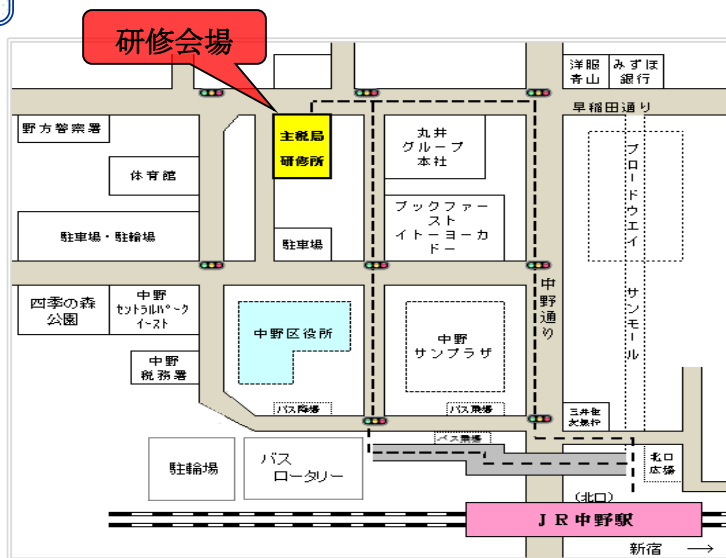 研修会場
洋服
青山
みずほ
銀行
早稲田通り
野方警察署
主税局
研修所
丸井
グループ
本社
ブロードウエイ
体育館
ブックファー
スト
イトーヨーカ
ドー
駐車場・駐輪場
駐車場
四季の森
公園
中野
セントラルパーク
イースト
中野区役所
中野
サンプラザ
中野通り
サンモール
中野
税務署
バス降場
バス乗場
三井住
友銀行
バス乗場
駐輪場
バス
ロータリー
北口
広場
(北口)
JR中野駅
新宿